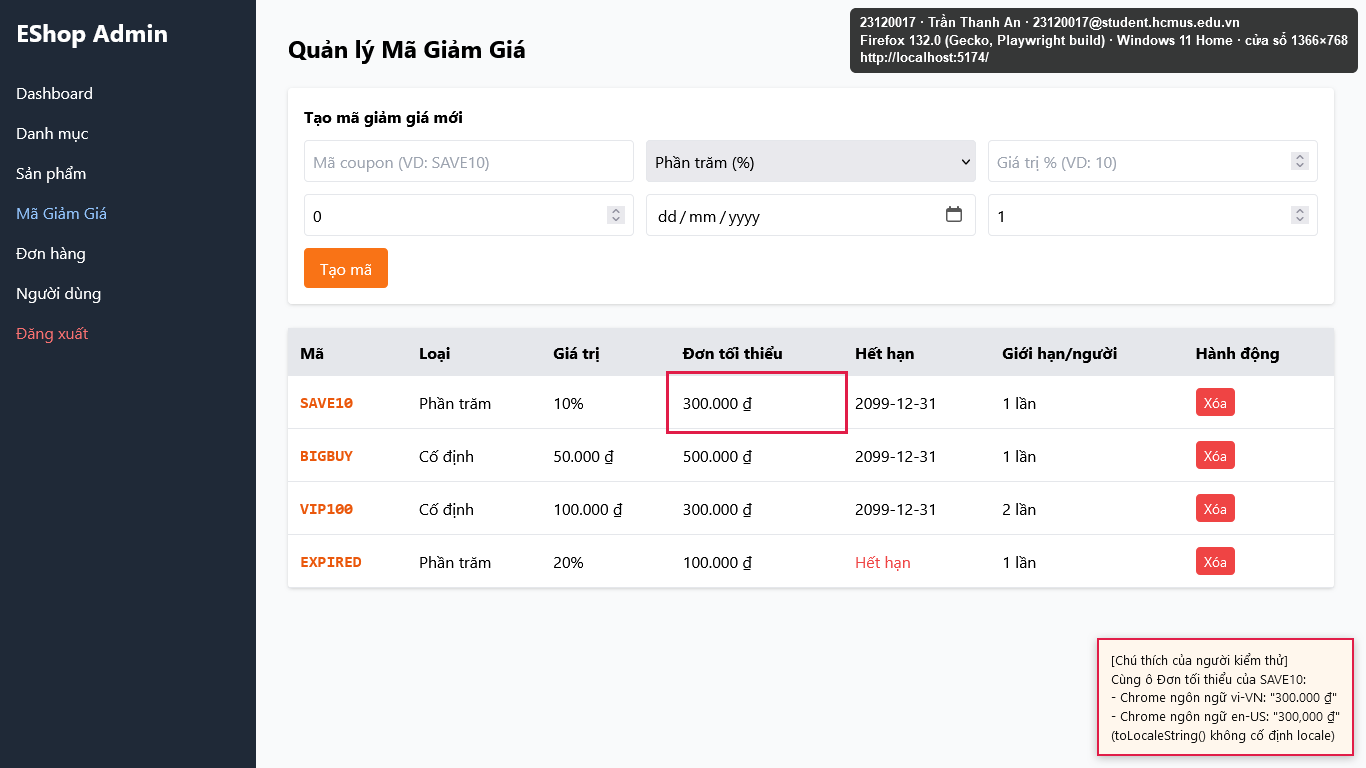 EShop Admin
Dashboard
Danh mục
Sản phẩm
Mã Giảm Giá
Đơn hàng
Người dùng
Đăng xuất
23120017 · Trần Thanh An · 23120017@student.hcmus.edu.vn
Firefox 132.0 (Gecko, Playwright build) · Windows 11 Home · cửa sổ 1366×768
http://localhost:5174/
Quản lý Mã Giảm Giá
Tạo mã giảm giá mới
Mã coupon (VD: SAVE10) Phần trăm (%) Giá trị % (VD: 10)
0 dd/mm/yyyy 1
Tạo mã
Mã Loại Giá trị Đơn tối thiểu Hết hạn Giới hạn/người Hành động
SAVE10 Phần trăm 10% 300.000 ₫ 2099-12-31 1 lần Xóa
BIGBUY Cố định 50.000 ₫ 500.000 ₫ 2099-12-31 1 lần Xóa
VIP100 Cố định 100.000 ₫ 300.000 ₫ 2099-12-31 2 lần Xóa
EXPIRED Phần trăm 20% 100.000 ₫ Hết hạn 1 lần Xóa
[Chú thích của người kiểm thử]
Cùng ô Đơn tối thiểu của SAVE10:
- Chrome ngôn ngữ vi-VN: "300.000 ₫"
- Chrome ngôn ngữ en-US: "300,000 ₫"
(toLocaleString() không cố định locale)